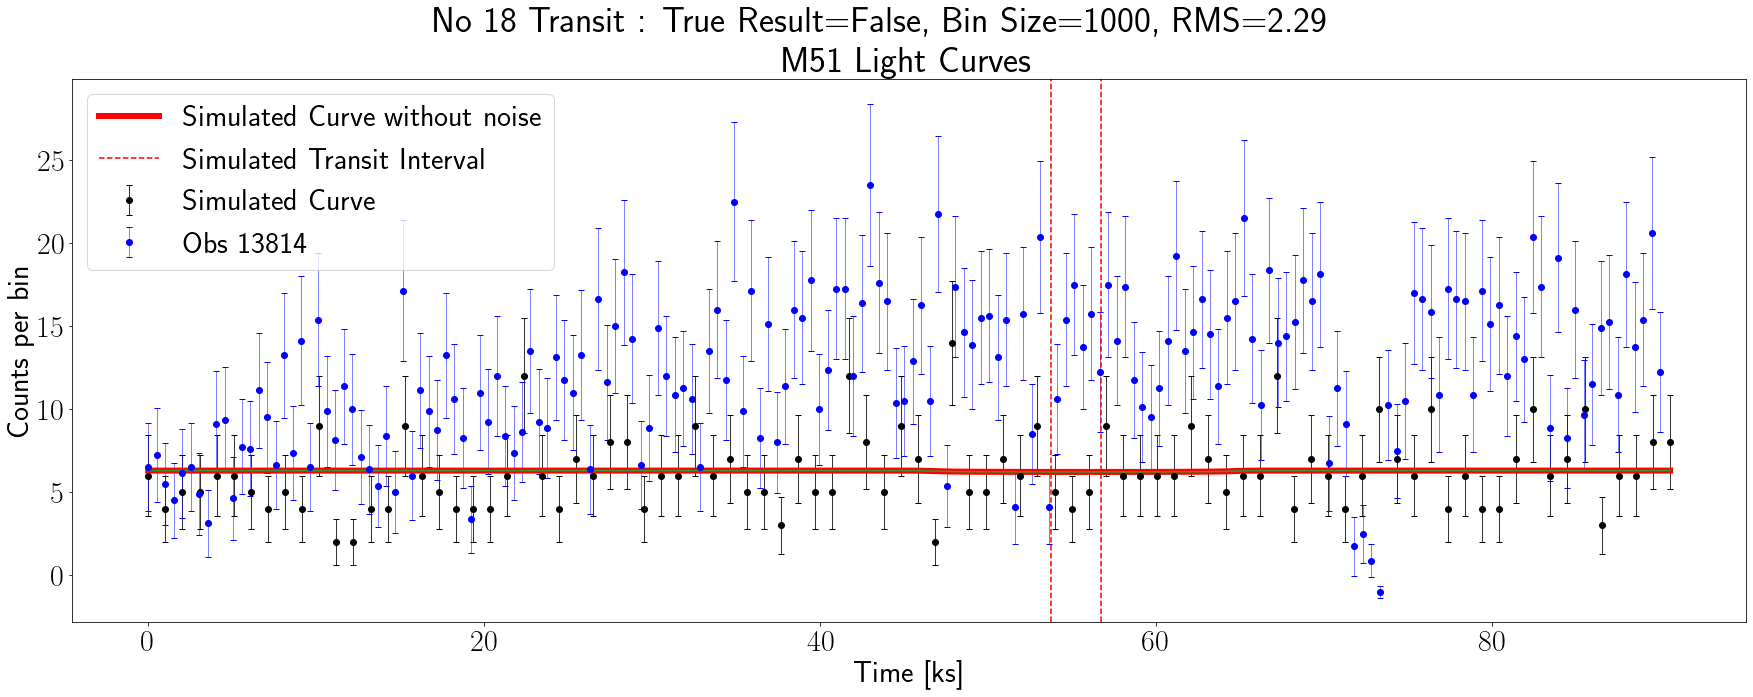 No 18 Transit : True Result=False, Bin Size=1000, RMS=2.29
M51 Light Curves
Simulated Curve without noise
Simulated Transit Interval
Simulated Curve
Obs 13814
Counts per bin
25
20
15
10
5
0
0 20 40 60 80
Time [ks]